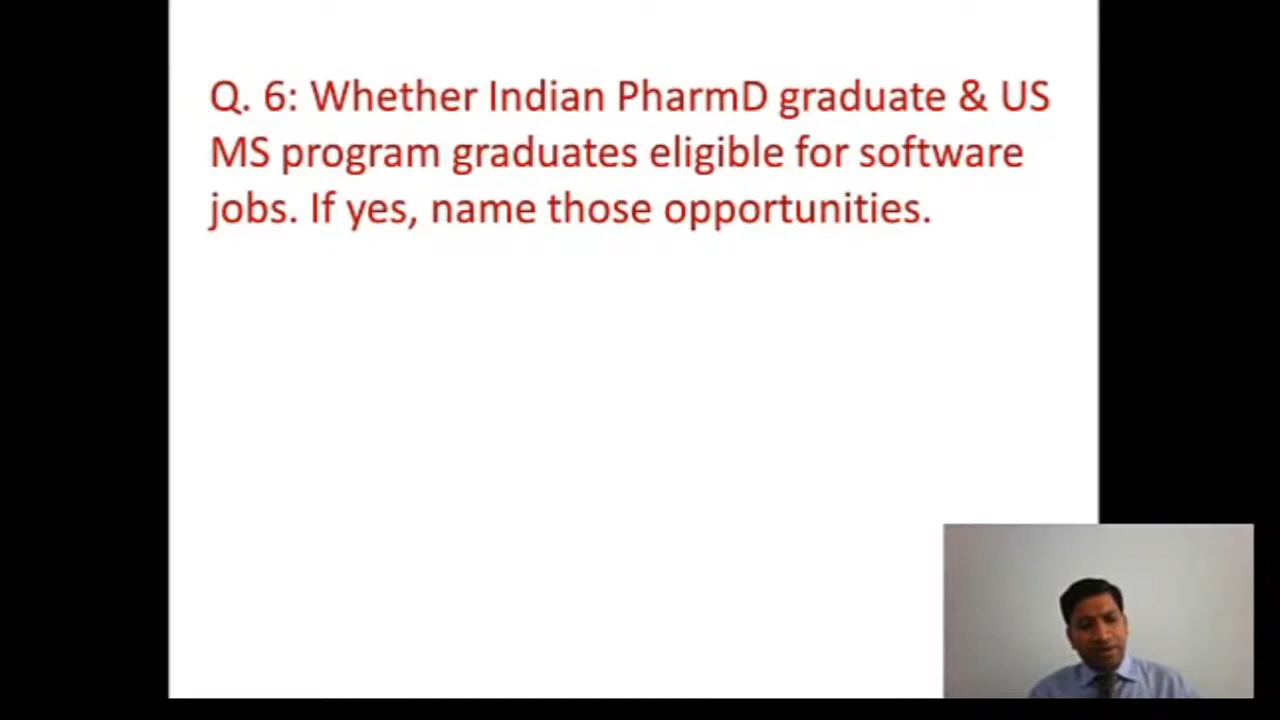 Q. 6: Whether Indian PharmD graduate & US
MS program graduates eligible for software
jobs. If yes, name those opportunities.